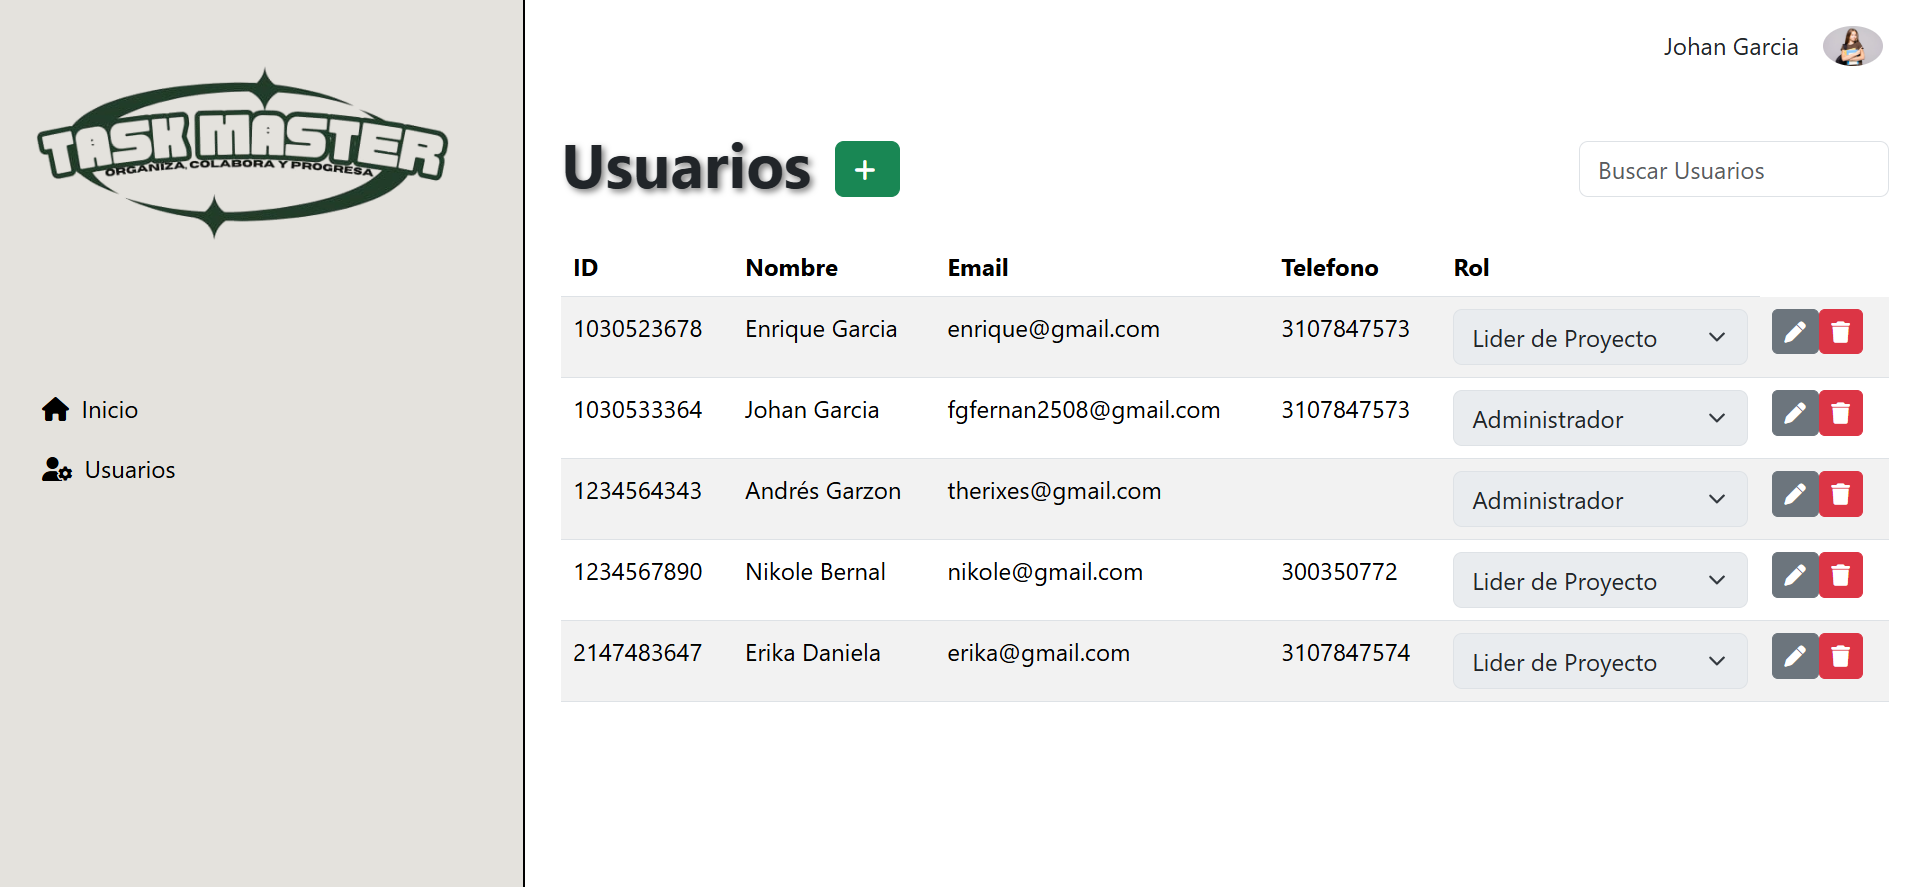 TASK MASTER
ORGANIZA, COLABORA Y PROGRESA
Inicio
Usuarios
Johan Garcia
Usuarios +
Buscar Usuarios
ID Nombre Email Telefono Rol
1030523678 Enrique Garcia enrique@gmail.com 3107847573 Lider de Proyecto
1030533364 Johan Garcia fgfernan2508@gmail.com 3107847573 Administrador
1234564343 Andrés Garzon therixes@gmail.com Administrador
1234567890 Nikole Bernal nikole@gmail.com 300350772 Lider de Proyecto
2147483647 Erika Daniela erika@gmail.com 3107847574 Lider de Proyecto